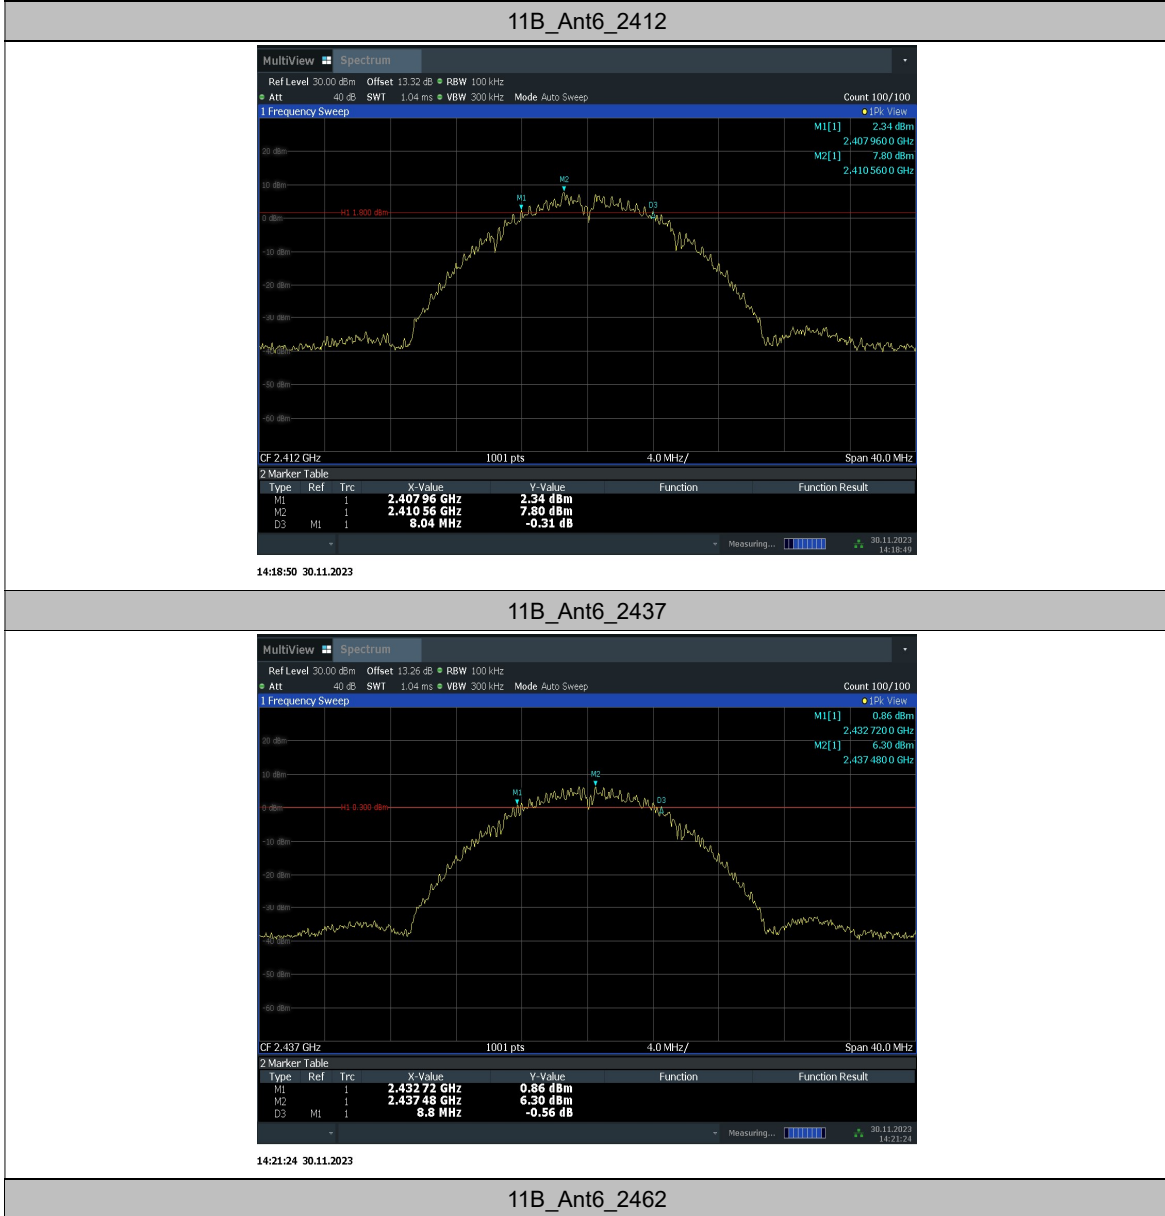 11B_Ant6_2412
MultiView Spectrum
Ref Level 30.00 dBm Offset 13.32 dB RBW 100 kHz
Att 40 dB SWT 1.04 ms VBW 300 kHz Mode Auto Sweep Count 100/100
1 Frequency Sweep 1Pk View
M1[1] 2.34 dBm
2.407 960 0 GHz
M2[1] 7.80 dBm
2.410 560 0 GHz
20 dBm
M2
10 dBm
M1
D3
H1 1.800 dBm
0 dBm
-10 dBm
-20 dBm
-30 dBm
-40 dBm
-50 dBm
-60 dBm
CF 2.412 GHz 1001 pts 4.0 MHz/ Span 40.0 MHz
2 Marker Table
Type Ref Trc X-Value Y-Value Function Function Result
M1 1 2.407 96 GHz 2.34 dBm
M2 1 2.410 56 GHz 7.80 dBm
D3 M1 1 8.04 MHz -0.31 dB
Measuring... 30.11.2023
14:18:49
14:18:50 30.11.2023
11B_Ant6_2437
MultiView Spectrum
Ref Level 30.00 dBm Offset 13.26 dB RBW 100 kHz
Att 40 dB SWT 1.04 ms VBW 300 kHz Mode Auto Sweep Count 100/100
1 Frequency Sweep 1Pk View
M1[1] 0.86 dBm
2.432 720 0 GHz
M2[1] 6.30 dBm
2.437 480 0 GHz
20 dBm
10 dBm
M2
M1
D3
0 dBm H1 0.300 dBm
-10 dBm
-20 dBm
-30 dBm
-40 dBm
-50 dBm
-60 dBm
CF 2.437 GHz 1001 pts 4.0 MHz/ Span 40.0 MHz
2 Marker Table
Type Ref Trc X-Value Y-Value Function Function Result
M1 1 2.432 72 GHz 0.86 dBm
M2 1 2.437 48 GHz 6.30 dBm
D3 M1 1 8.8 MHz -0.56 dB
Measuring... 30.11.2023
14:21:24
14:21:24 30.11.2023
11B_Ant6_2462